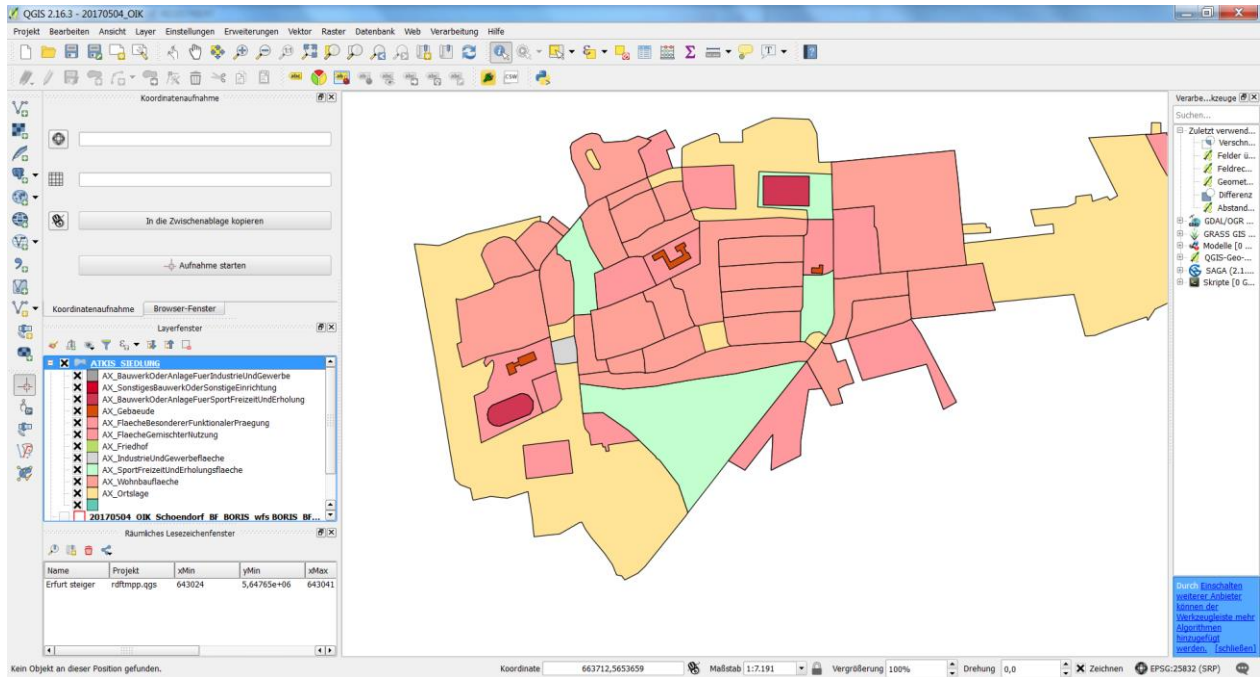 QGIS 2.16.3 - 20170504_OIK
Projekt Bearbeiten Ansicht Layer Einstellungen Erweiterungen Vektor Raster Datenbank Web Verarbeitung Hilfe
Koordinatenaufnahme
In die Zwischenablage kopieren
Aufnahme starten
Koordinatenaufnahme Browser-Fenster
Layerfenster
ATKIS_SIEDLUNG
AX_BauwerkOderAnlageFuerIndustrieUndGewerbe
AX_SonstigesBauwerkOderSonstigeEinrichtung
AX_BauwerkOderAnlageFuerSportFreizeitUndErholung
AX_Gebaeude
AX_FlaecheBesondererFunktionalerPraegung
AX_FlaecheGemischterNutzung
AX_Friedhof
AX_IndustrieUndGewerbeflaeche
AX_SportFreizeitUndErholungsflaeche
AX_Wohnbauflaeche
AX_Ortslage
20170504_OIK_Schoendorf_BF_BORIS_wfs BORIS_BF...
Räumliches Lesezeichenfenster
Name Projekt xMin yMin xMax
Erfurt steiger rdftmpp.qgs 643024 5,64765e+06 643041
Verarbe...kzeuge
Suchen...
Zuletzt verwend...
Verschn...
Felder ü...
Feldrec...
Geomet...
Differenz
Abstand...
GDAL/OGR ...
GRASS GIS ...
Modelle [0 ...
QGIS-Geo-...
SAGA (2.1....
Skripte [0 G...
Durch Einschalten
weiterer Anbieter
können der
Werkzeugleiste mehr
Algorithmen
hinzugefügt
werden. [schließen]
Kein Objekt an dieser Position gefunden. Koordinate 663712,5653659 Maßstab 1:7.191 Vergrößerung 100% Drehung 0,0 Zeichnen EPSG:25832 (SRP)